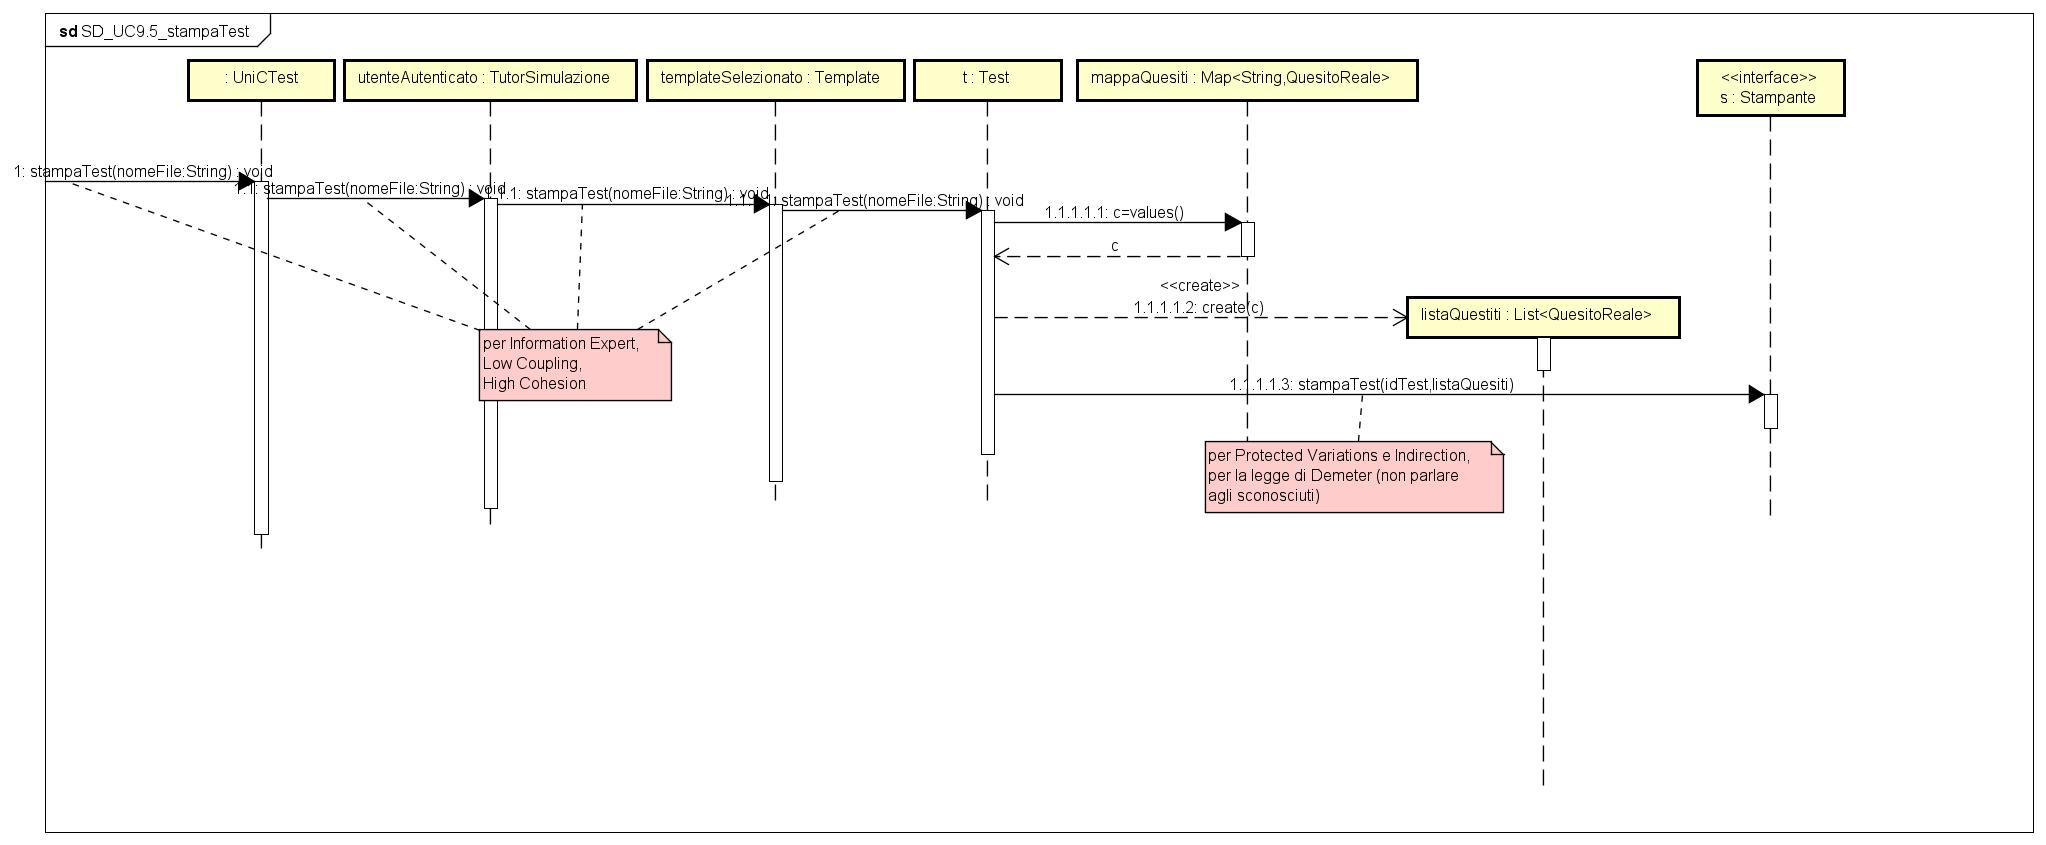 sd SD_UC9.5_stampaTest
: UniCTest
utenteAutenticato : TutorSimulazione
templateSelezionato : Template
t : Test
mappaQuesiti : Map<String,QuesitoReale>
<<interface>>
s : Stampante
1: stampaTest(nomeFile:String) : void
1.1: stampaTest(nomeFile:String) : void
1.1: stampaTest(nomeFile:String) : void
stampaTest(nomeFile:String) : void
1.1.1.1.1: c=values()
c
<<create>>
1.1.1.1.2: create(c)
listaQuestiti : List<QuesitoReale>
per Information Expert,
Low Coupling,
High Cohesion
1.1.1.1.3: stampaTest(idTest,listaQuesiti)
per Protected Variations e Indirection,
per la legge di Demeter (non parlare
agli sconosciuti)